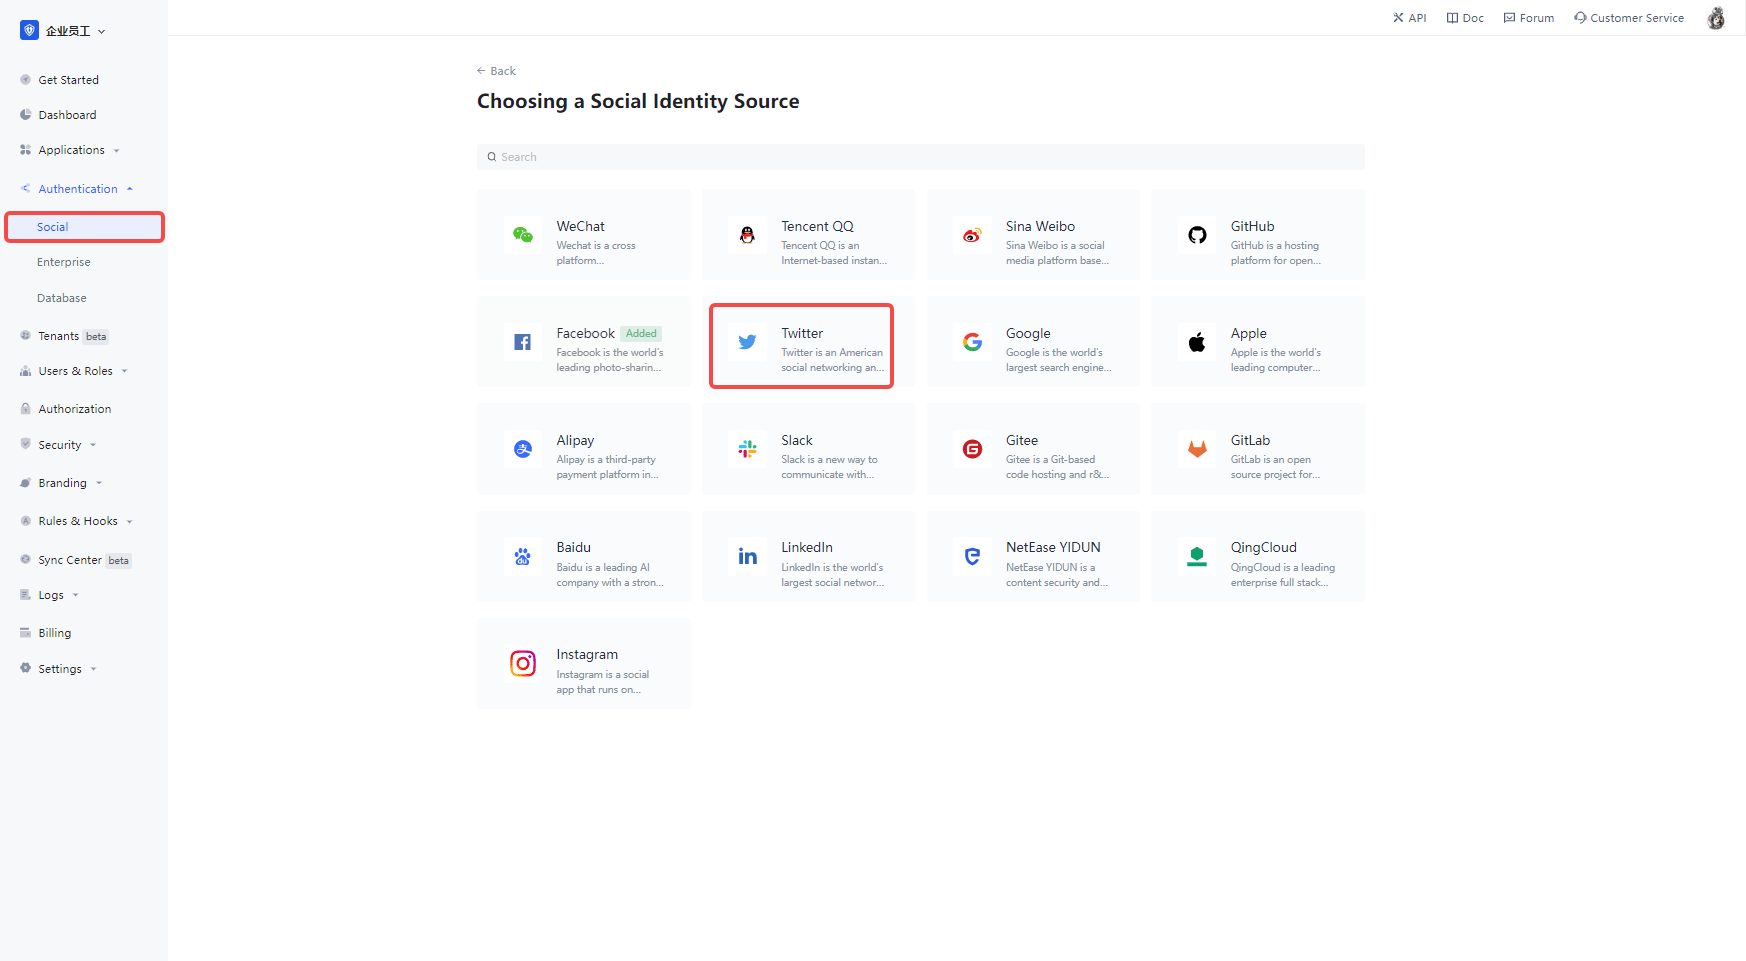 企业员工
API
Doc
Forum
Customer Service
Get Started
Dashboard
Applications
Authentication
Social
Enterprise
Database
Tenants beta
Users & Roles
Authorization
Security
Branding
Rules & Hooks
Sync Center beta
Logs
Billing
Settings
Back
Choosing a Social Identity Source
Search
WeChat
Wechat is a cross
platform...
Tencent QQ
Tencent QQ is an
Internet-based instan...
Sina Weibo
Sina Weibo is a social
media platform base...
GitHub
GitHub is a hosting
platform for open...
Facebook Added
Facebook is the world's
leading photo-sharin...
Twitter
Twitter is an American
social networking an...
Google
Google is the world's
largest search engine...
Apple
Apple is the world's
leading computer...
Alipay
Alipay is a third-party
payment platform in...
Slack
Slack is a new way to
communicate with...
Gitee
Gitee is a Git-based
code hosting and r&...
GitLab
GitLab is an open
source project for...
Baidu
Baidu is a leading AI
company with a stron...
LinkedIn
LinkedIn is the world's
largest social networ...
NetEase YIDUN
NetEase YIDUN is a
content security and...
QingCloud
QingCloud is a leading
enterprise full stack...
Instagram
Instagram is a social
app that runs on...